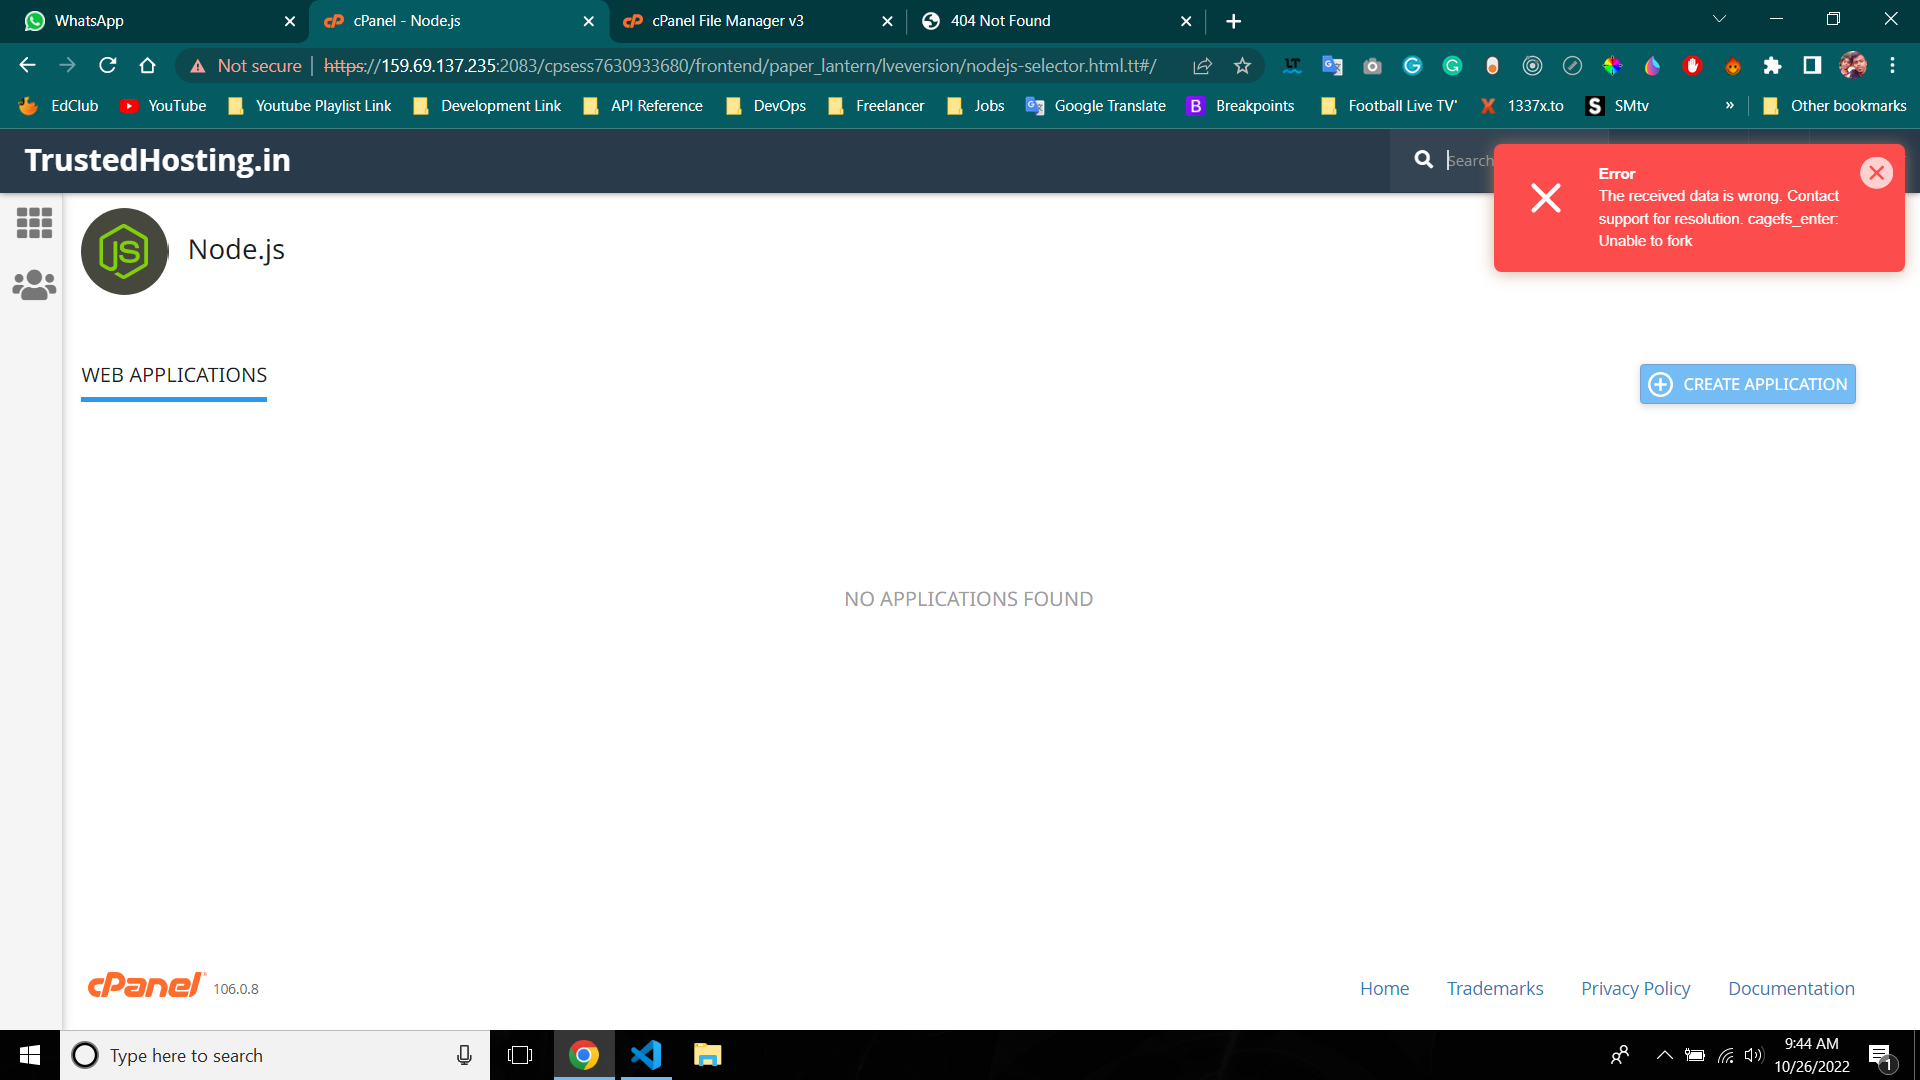 WhatsApp
cPanel - Node.js
cPanel File Manager v3
404 Not Found
Not secure
https://159.69.137.235:2083/cpsess7630933680/frontend/paper_lantern/lveversion/nodejs-selector.html.tt#/
EdClub
YouTube
Youtube Playlist Link
Development Link
API Reference
DevOps
Freelancer
Jobs
Google Translate
B Breakpoints
Football Live TV'
1337x.to
S SMtv
»
Other bookmarks
TrustedHosting.in
Search
Error
The received data is wrong. Contact
support for resolution. cagefs_enter:
Unable to fork
JS
Node.js
WEB APPLICATIONS
CREATE APPLICATION
NO APPLICATIONS FOUND
cPanel 106.0.8
Home
Trademarks
Privacy Policy
Documentation
Type here to search
9:44 AM
10/26/2022
1